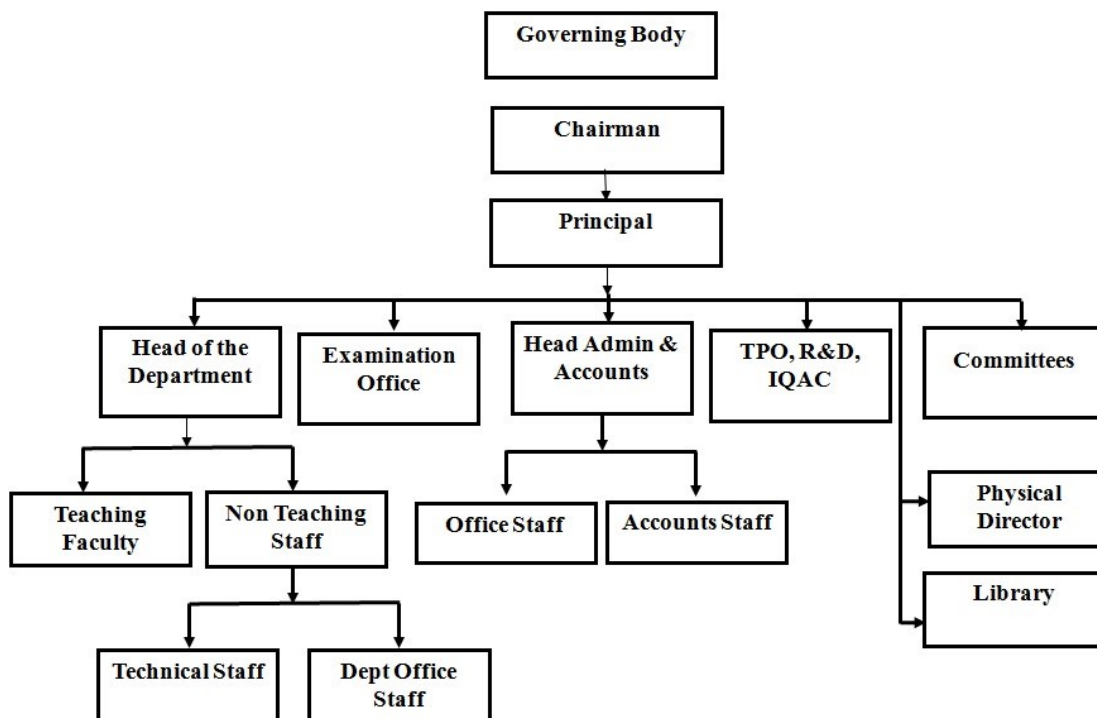 Governing Body
Chairman
Principal
Head of the
Department
Examination
Office
Head Admin &
Accounts
TPO, R&D,
IQAC
Committees
Teaching
Faculty
Non Teaching
Staff
Office Staff
Accounts Staff
Physical
Director
Library
Technical Staff
Dept Office
Staff